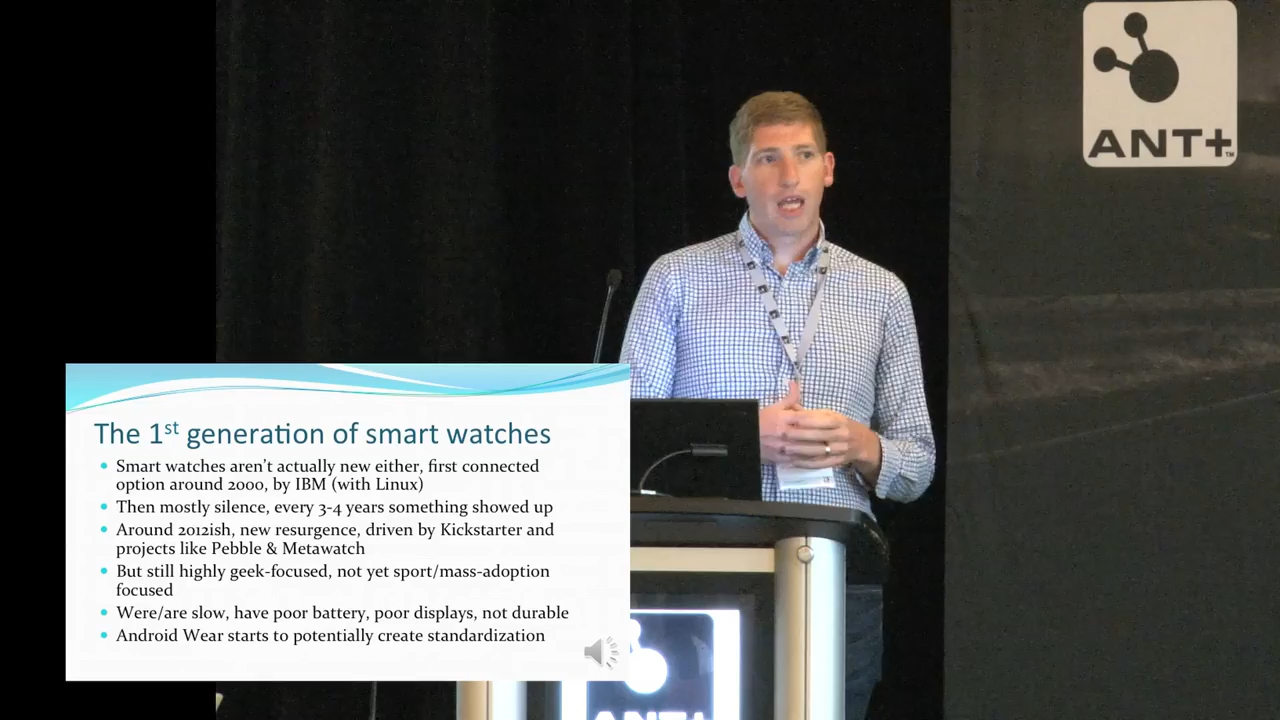 ANT+
TM
The 1st generation of smart watches
Smart watches aren't actually new either, first connected
option around 2000, by IBM (with Linux)
Then mostly silence, every 3-4 years something showed up
Around 2012ish, new resurgence, driven by Kickstarter and
projects like Pebble & Metawatch
But still highly geek-focused, not yet sport/mass-adoption
focused
Were/are slow, have poor battery, poor displays, not durable
Android Wear starts to potentially create standardization
ANT+